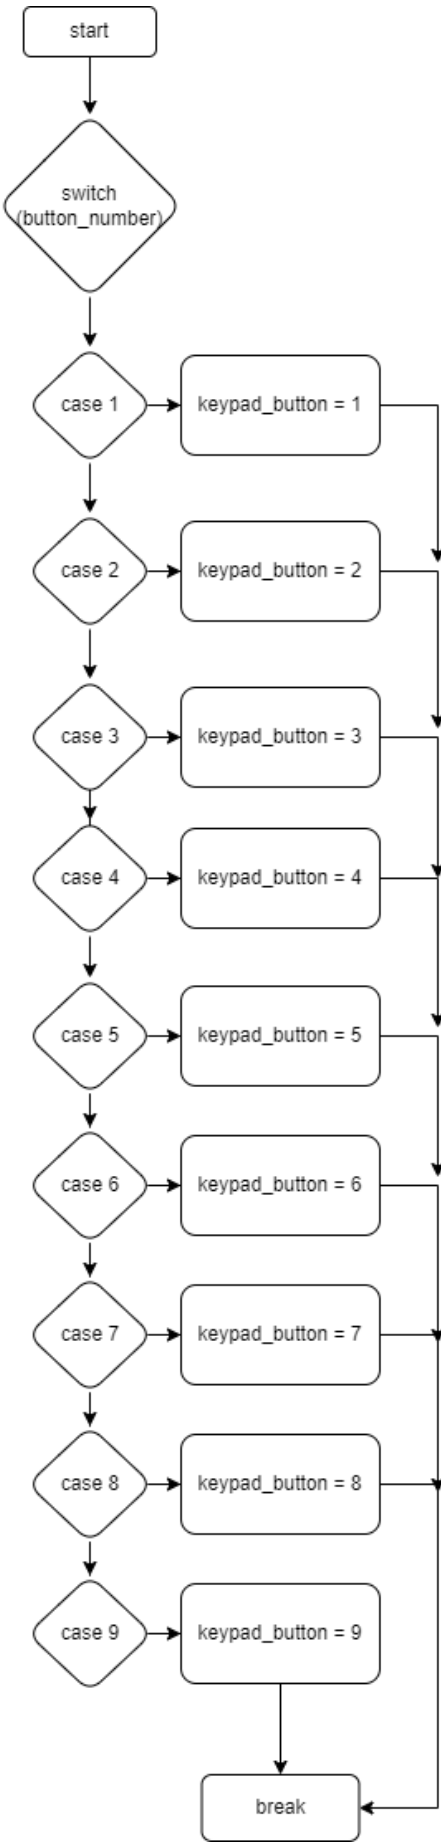 start
switch
(button_number)
case 1
keypad_button = 1
case 2
keypad_button = 2
case 3
keypad_button = 3
case 4
keypad_button = 4
case 5
keypad_button = 5
case 6
keypad_button = 6
case 7
keypad_button = 7
case 8
keypad_button = 8
case 9
keypad_button = 9
break